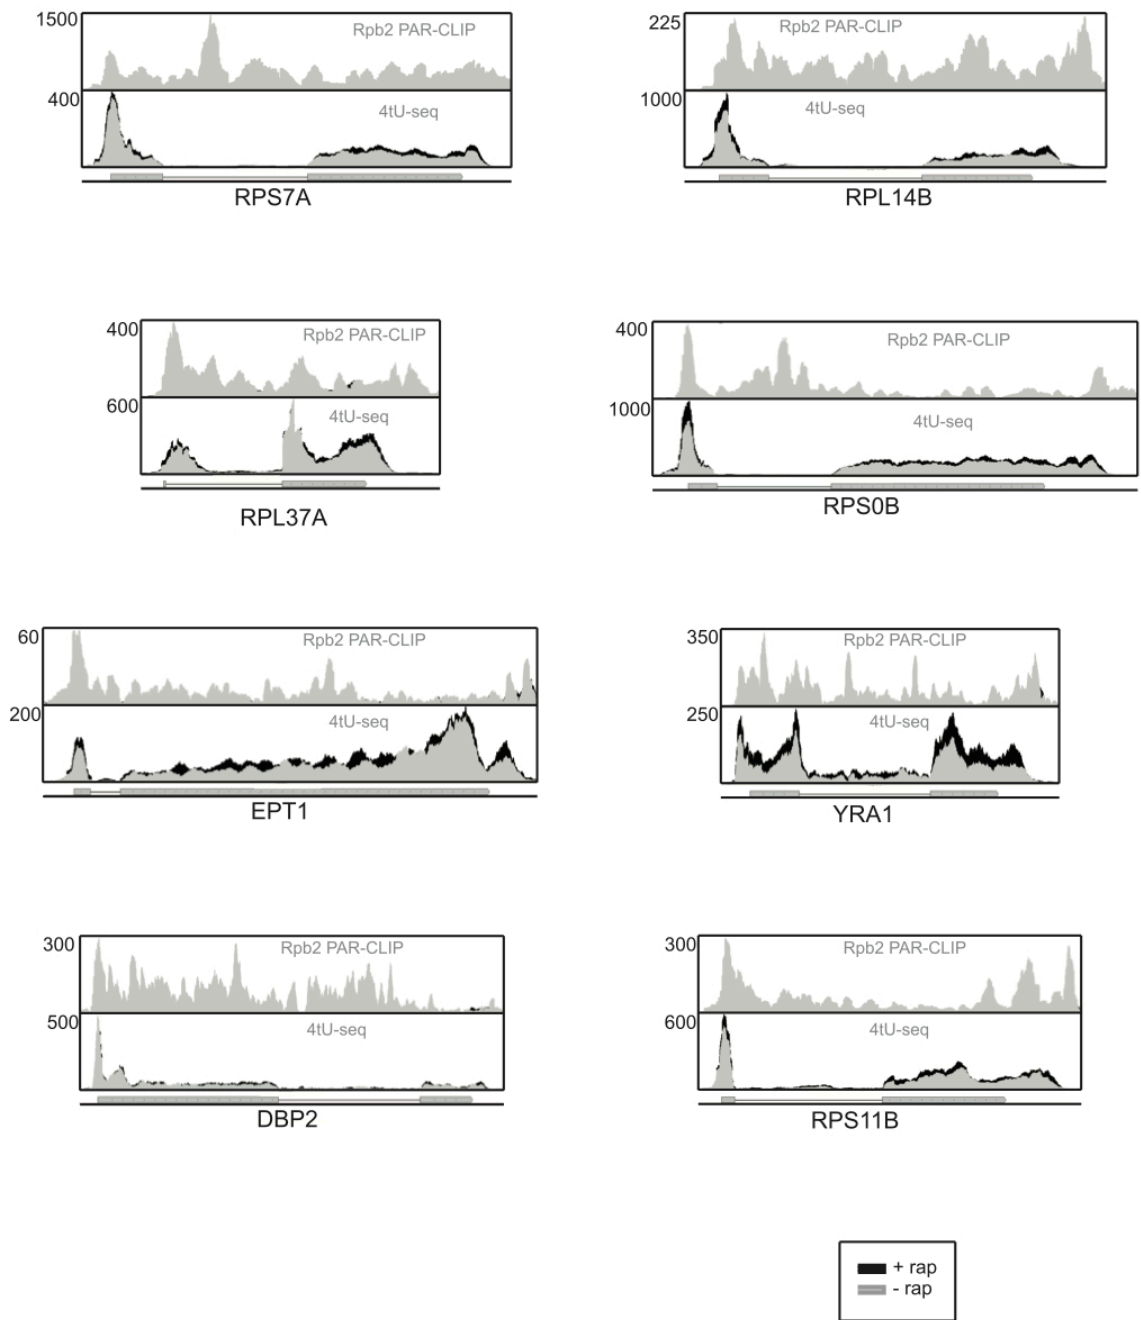 1500
Rpb2 PAR-CLIP
400
4tU-seq
RPS7A
225
Rpb2 PAR-CLIP
1000
4tU-seq
RPL14B
400
Rpb2 PAR-CLIP
600
4tU-seq
RPL37A
400
Rpb2 PAR-CLIP
1000
4tU-seq
RPS0B
60
Rpb2 PAR-CLIP
200
4tU-seq
EPT1
350
Rpb2 PAR-CLIP
250
4tU-seq
YRA1
300
Rpb2 PAR-CLIP
500
4tU-seq
DBP2
300
Rpb2 PAR-CLIP
600
4tU-seq
RPS11B
+ rap
- rap